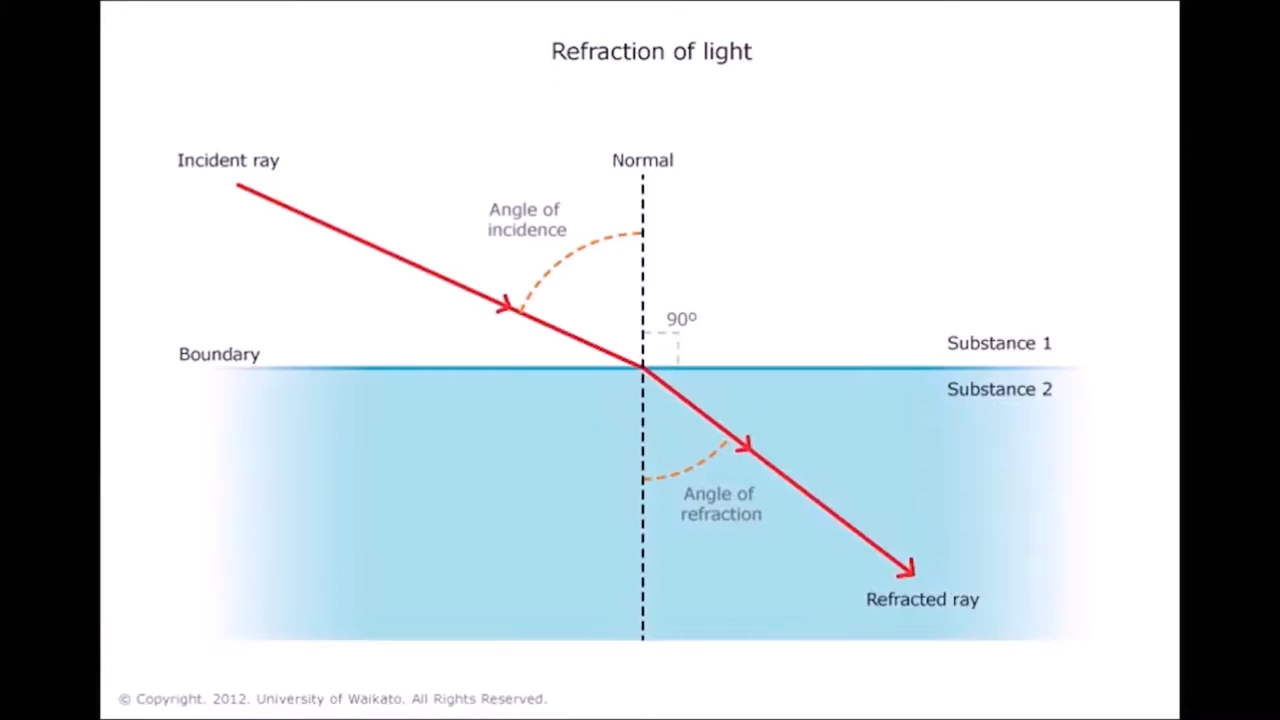 Refraction of light
Incident ray
Normal
Angle of
incidence
90º
Boundary
Substance 1
Substance 2
Angle of
refraction
Refracted ray
© Copyright. 2012. University of Waikato. All Rights Reserved.